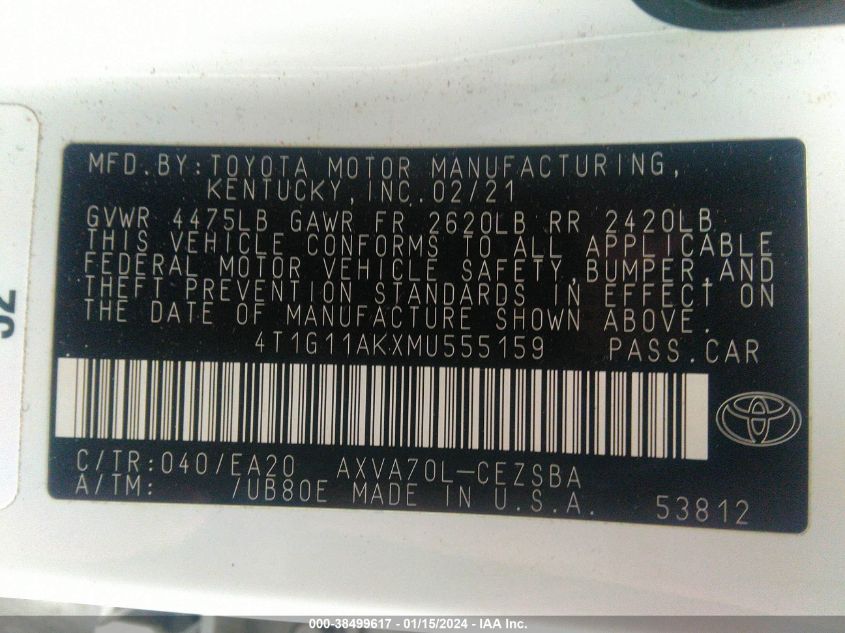 MFD.BY:TOYOTA MOTOR MANUFACTURING,
KENTUCKY,INC.02/21
GVWR 4475LB GAWR FR 2620LB RR 2420LB
THIS VEHICLE CONFORMS TO ALL APPLICABLE
FEDERAL MOTOR VEHICLE SAFETY,BUMPER,AND
THEFT PREVENTION STANDARDS IN EFFECT ON
THE DATE OF MANUFACTURE SHOWN ABOVE.
4T1G11AKXMU555159 PASS.CAR
C/TR:040/EA20 AXVA70L-CEZSBA
A/TM: /UB80E MADE IN U.S.A. 53812
000-38499617 - 01/15/2024 - IAA Inc.